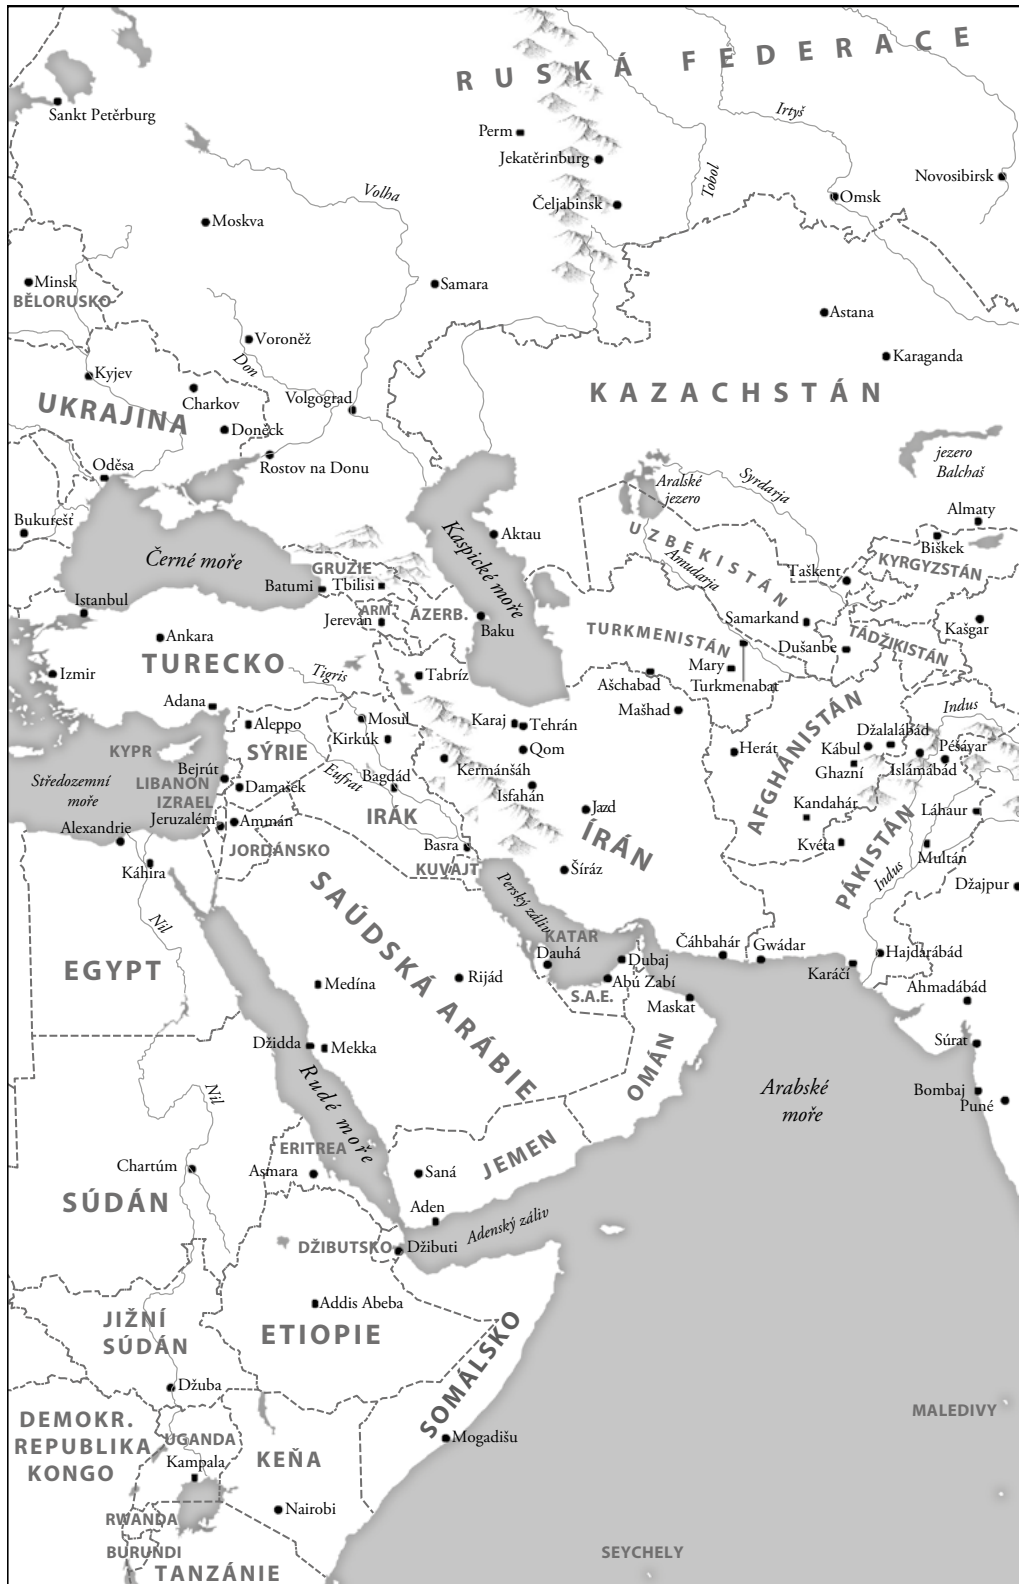 RUSKÁ FEDERACE
Sankt Petěrburg
Perm
Jekatěrinburg
Čeljabinsk
Irtyš
Tobol
Novosibirsk
Omsk
Volha
Moskva
Minsk
BĚLORUSKO
Samara
Astana
Voroněž
Don
Karaganda
Kyjev
KAZACHSTÁN
Charkov
Volgograd
UKRAJINA
Doněck
Oděsa
Rostov na Donu
jezero
Balchaš
Aralské
jezero
Syrdarja
Almaty
Bukurešť
Aktau
Kaspické moře
UZBEKISTÁN
Biškek
KYRGYZSTÁN
Černé moře
GRUZIE
Tbilisi
Batumi
Amudarja
Taškent
Istanbul
ARM.
ÁZERB.
Jerevan
Baku
Samarkand
Kašgar
TURKMENISTÁN
TÁDŽIKISTÁN
Ankara
TURECKO
Dušanbe
Izmir
Tigris
Tabríz
Mary
Turkmenabat
Ašchabad
Adana
Mašhad
Indus
Aleppo
Mosul
Karaj
Tehrán
Džalalábád
KYPR
SÝRIE
Kirkúk
Qom
Herát
Kábul
Péšávar
AFGHÁNISTÁN
Ghazní
Islámábád
Středozemní
moře
Bejrút
LIBANON
Damašek
Eufrat
Bagdád
Kermánšáh
Isfahán
IZRAEL
Jeruzalém
Ammán
IRÁK
Jazd
Kandahár
Láhaur
Alexandrie
JORDÁNSKO
Basra
ÍRÁN
Kvéta
Multán
Káhira
KUVAJT
Šíráz
PÁKISTÁN
Indus
Džajpur
Nil
SAÚDSKÁ ARÁBIE
Perský záliv
KATAR
Dauhá
Dubaj
Čáhbahár
Gwádar
Hajdarábád
EGYPT
Medína
Rijád
Abú Zabí
Karáčí
S.A.E.
Maskat
Ahmadábád
Džidda
Mekka
OMÁN
Súrat
Rudé moře
Arabské
moře
Bombaj
Puné
Nil
ERITREA
JEMEN
Chartúm
Asmara
Saná
SÚDÁN
Aden
Adenský záliv
DŽIBUTSKO
Džibuti
Addis Abeba
JIŽNÍ
SÚDÁN
ETIOPIE
SOMÁLSKO
Džuba
DEMOKR.
REPUBLIKA
KONGO
MALEDIVY
UGANDA
Mogadišu
KEŇA
Kampala
Nairobi
RWANDA
BURUNDI
SEYCHELY
TANZÁNIE